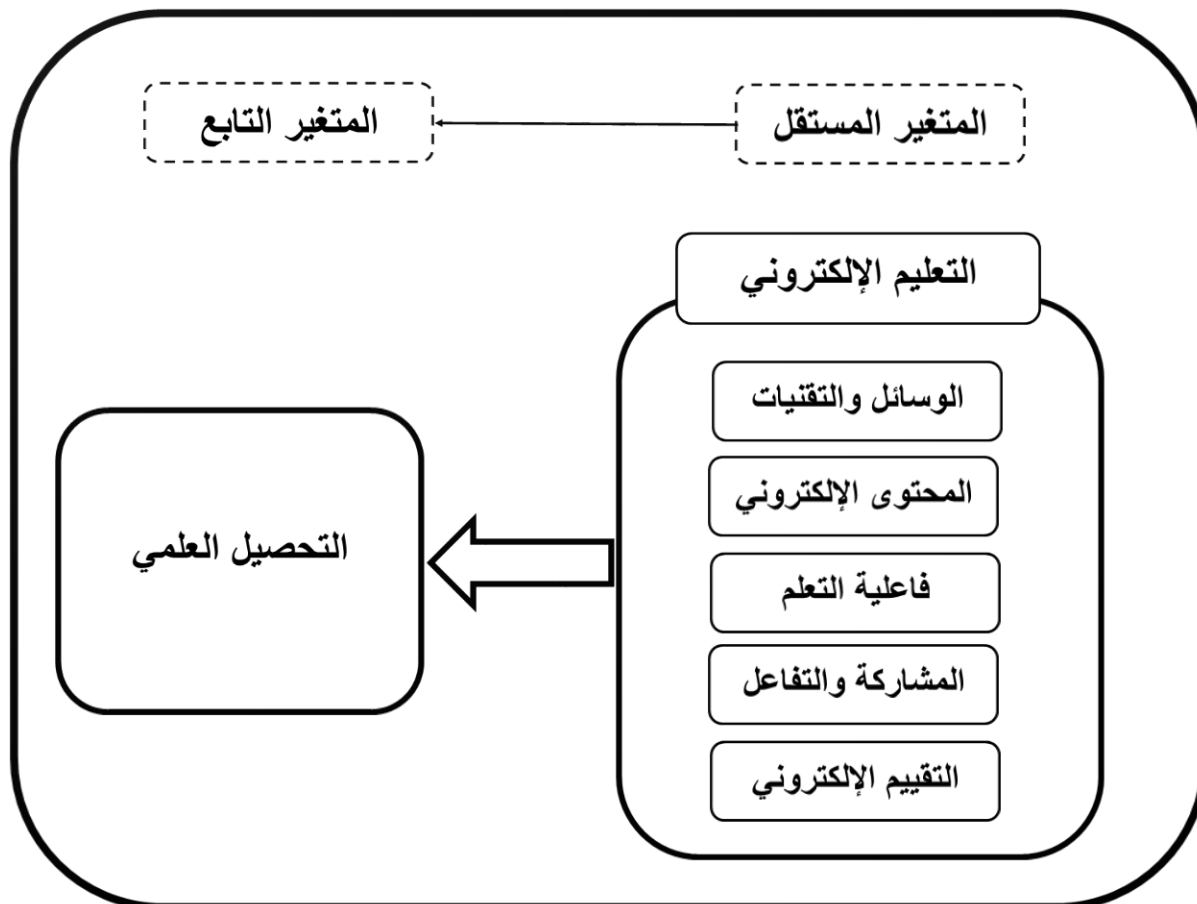 المتغير المستقل
المتغير التابع
التعليم الإلكتروني
الوسائل والتقنيات
المحتوى الإلكتروني
فاعلية التعلم
المشاركة والتفاعل
التقييم الإلكتروني
التحصيل العلمي